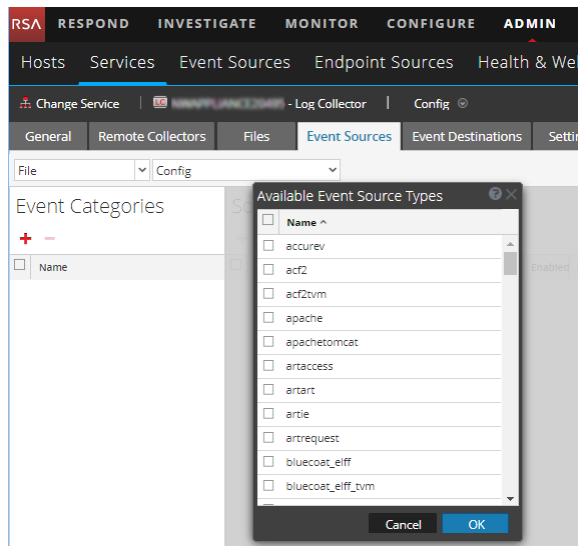 RSA RESPOND INVESTIGATE MONITOR CONFIGURE ADMIN
Hosts Services Event Sources Endpoint Sources Health & Wel
Change Service | LC - Log Collector | Config
General Remote Collectors Files Event Sources Event Destinations Settin
File Config
Event Categories
Name
Available Event Source Types
Name
accurev
acf2
acf2tvm
apache
apachetomcat
artaccess
artart
artie
artrequest
bluecoat_elff
bluecoat_elff_tvm
Cancel OK
Enabled